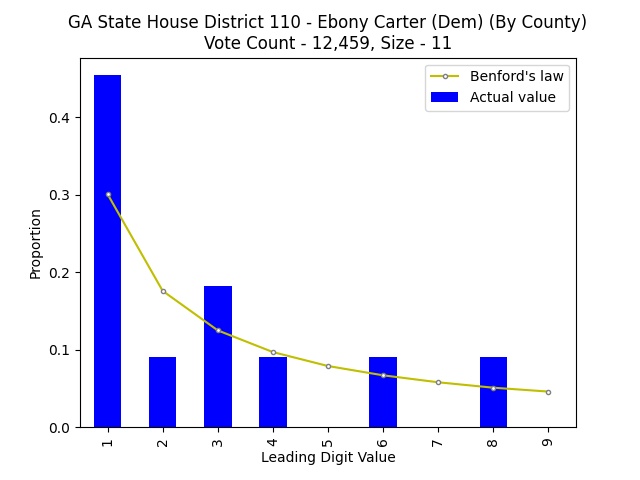 GA State House District 110 - Ebony Carter (Dem) (By County)
Vote Count - 12,459, Size - 11
Benford's law
Actual value
0.4
0.3
0.2
0.1
0.0
Proportion
1 2 3 4 5 6 7 8 9
Leading Digit Value